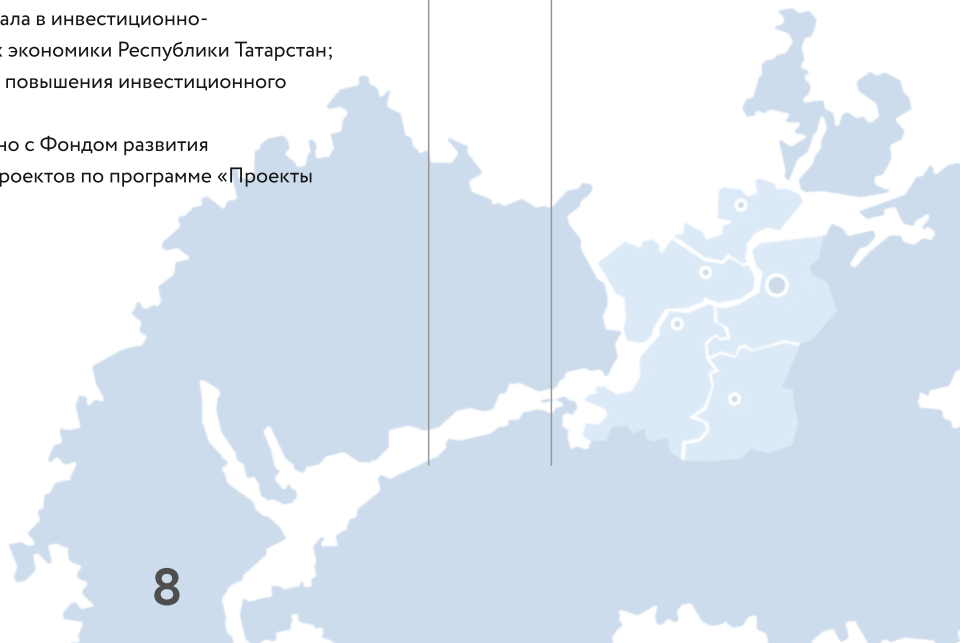 ала в инвестиционно-
экономики Республики Татарстан;
повышения инвестиционного
но с Фондом развития
роектов по программе «Проекты
8